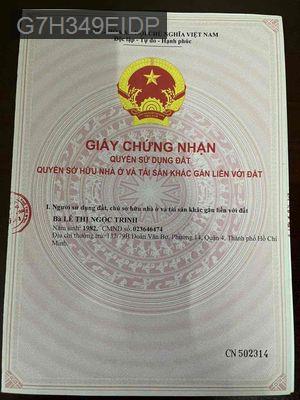 G7H349EIDP
CHỦ NGHĨA VIỆT NAM
Độc lập - Tự do - Hạnh phúc
GIẤY CHỨNG NHẬN
QUYỀN SỬ DỤNG ĐẤT
QUYỀN SỞ HỮU NHÀ Ở VÀ TÀI SẢN KHÁC GẮN LIỀN VỚI ĐẤT
I. Người sử dụng đất, chủ sở hữu nhà ở và tài sản khác gắn liền với đất
Bà LÊ THỊ NGỌC TRINH
Năm sinh: 1982, CMND số: 023646474
Địa chỉ thường trú: 132/79B Đoàn Văn Bơ, Phường 14, Quận 4, Thành phố Hồ Chí
Minh.
CN 502314